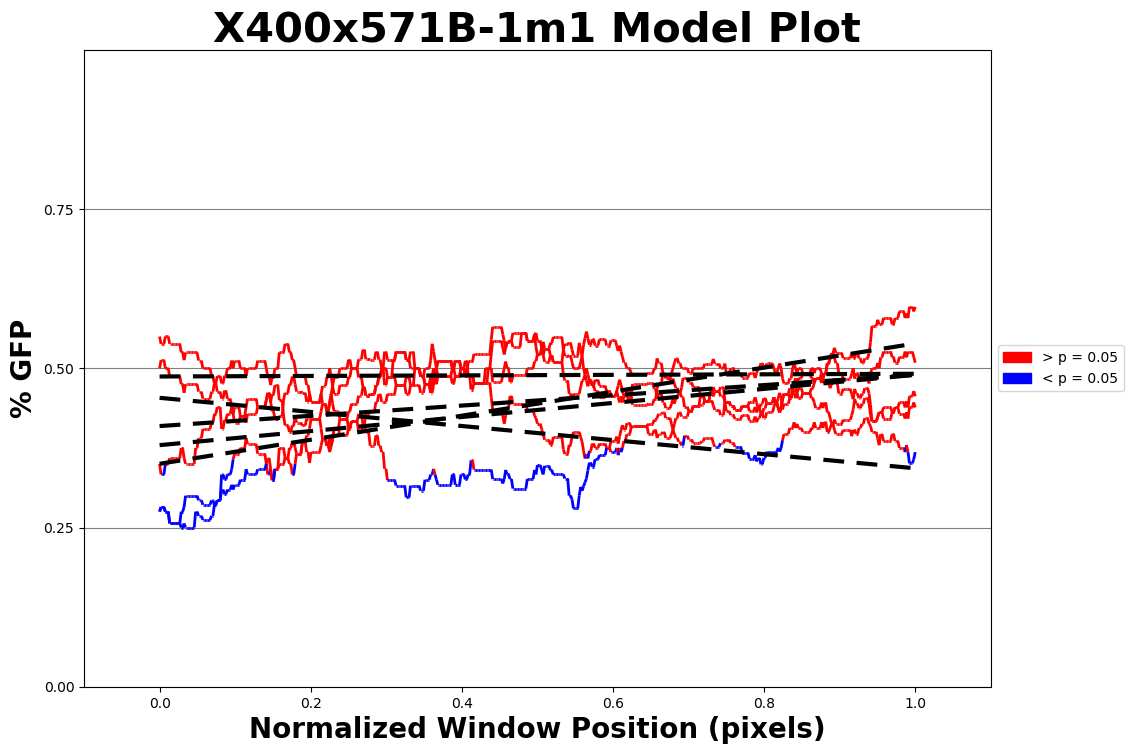 X400x571B-1m1 Model Plot
% GFP
0.75
0.50
0.25
0.00
0.0 0.2 0.4 0.6 0.8 1.0
Normalized Window Position (pixels)
> p = 0.05
< p = 0.05